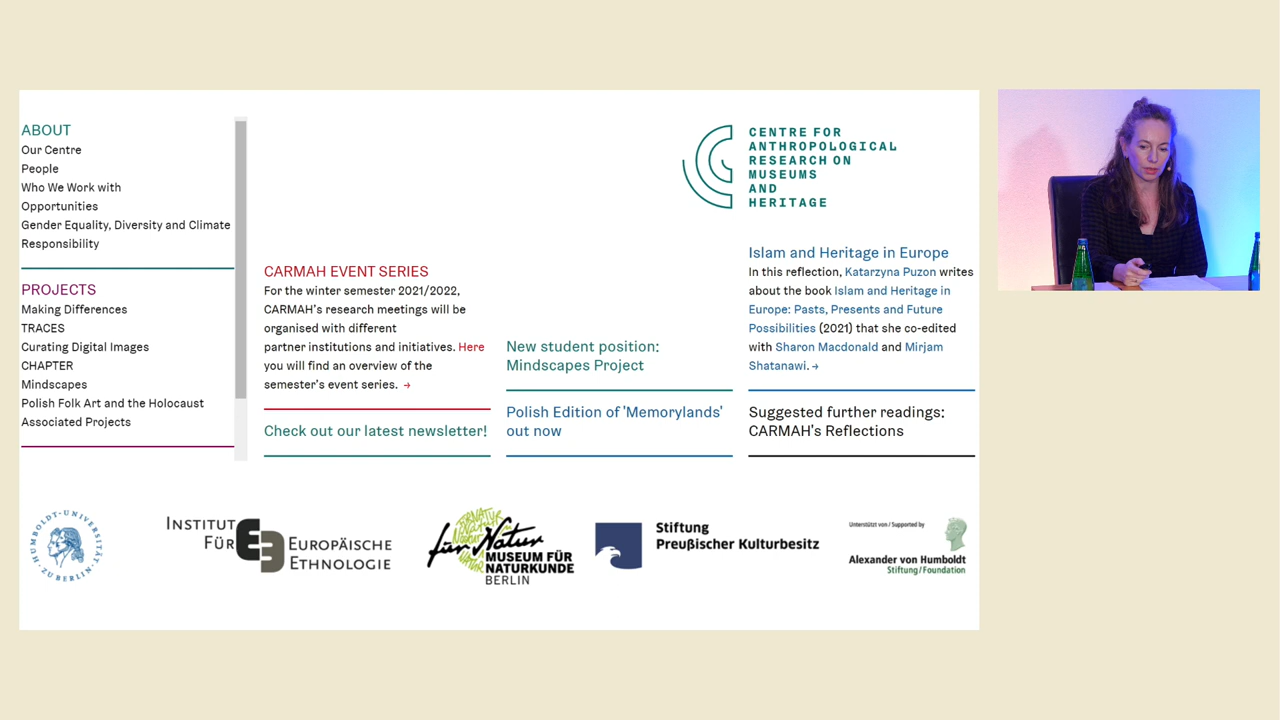 ABOUT
Our Centre
People
Who We Work with
Opportunities
Gender Equality, Diversity and Climate
Responsibility
PROJECTS
Making Differences
TRACES
Curating Digital Images
CHAPTER
Mindscapes
Polish Folk Art and the Holocaust
Associated Projects
CARMAH EVENT SERIES
For the winter semester 2021/2022,
CARMAH's research meetings will be
organised with different
partner institutions and initiatives. Here
you will find an overview of the
semester's event series. →
Check out our latest newsletter!
New student position:
Mindscapes Project
Polish Edition of 'Memorylands'
out now
CENTRE FOR
ANTHROPOLOGICAL
RESEARCH ON
MUSEUMS
AND
HERITAGE
Islam and Heritage in Europe
In this reflection, Katarzyna Puzon writes
about the book Islam and Heritage in
Europe: Pasts, Presents and Future
Possibilities (2021) that she co-edited
with Sharon Macdonald and Mirjam
Shatanawi. →
Suggested further readings:
CARMAH's Reflections
HUMBOLDT-UNIVERSITÄT
ZU BERLIN
INSTITUT
FÜR
EUROPÄISCHE
ETHNOLOGIE
für Natur
MUSEUM FÜR
NATURKUNDE
BERLIN
Stiftung
Preußischer Kulturbesitz
Unterstützt von / Supported by
Alexander von Humboldt
Stiftung/Foundation